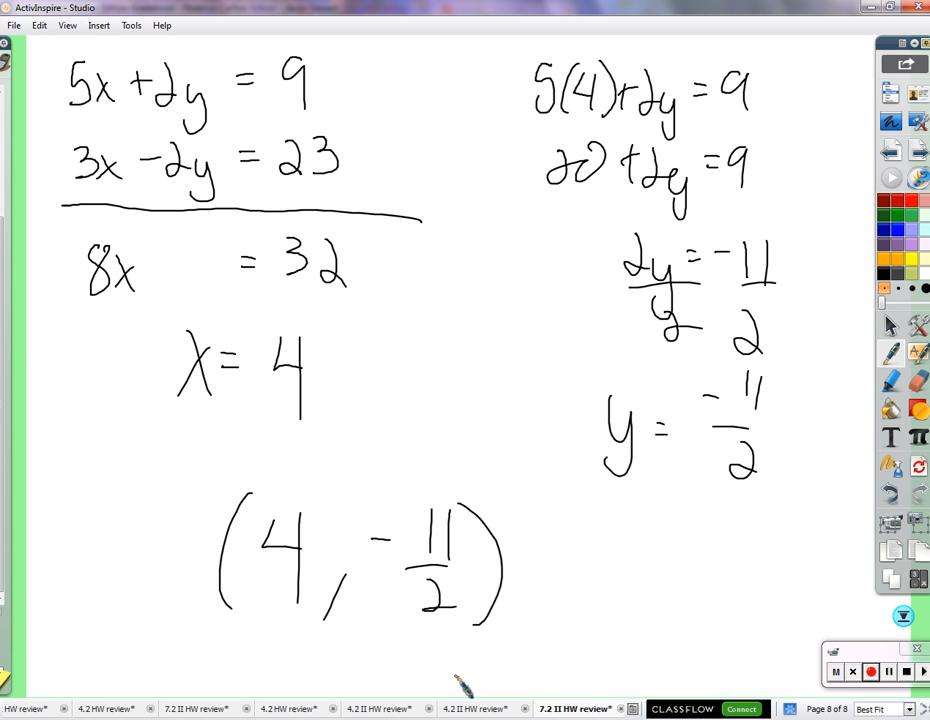 ActivInspire - Studio
File Edit View Insert Tools Help
5x + 2y = 9
3x - 2y = 23
8x = 32
x = 4
(4, -11/2)
5(4) + 2y = 9
20 + 2y = 9
2y = -11
2 2
y = -11/2
HW review* 4.2 HW review* 7.2 II HW review* 4.2 HW review* 4.2 II HW review* 4.2 II HW review* 7.2 II HW review* CLASSFLOW Connect Page 8 of 8 Best Fit